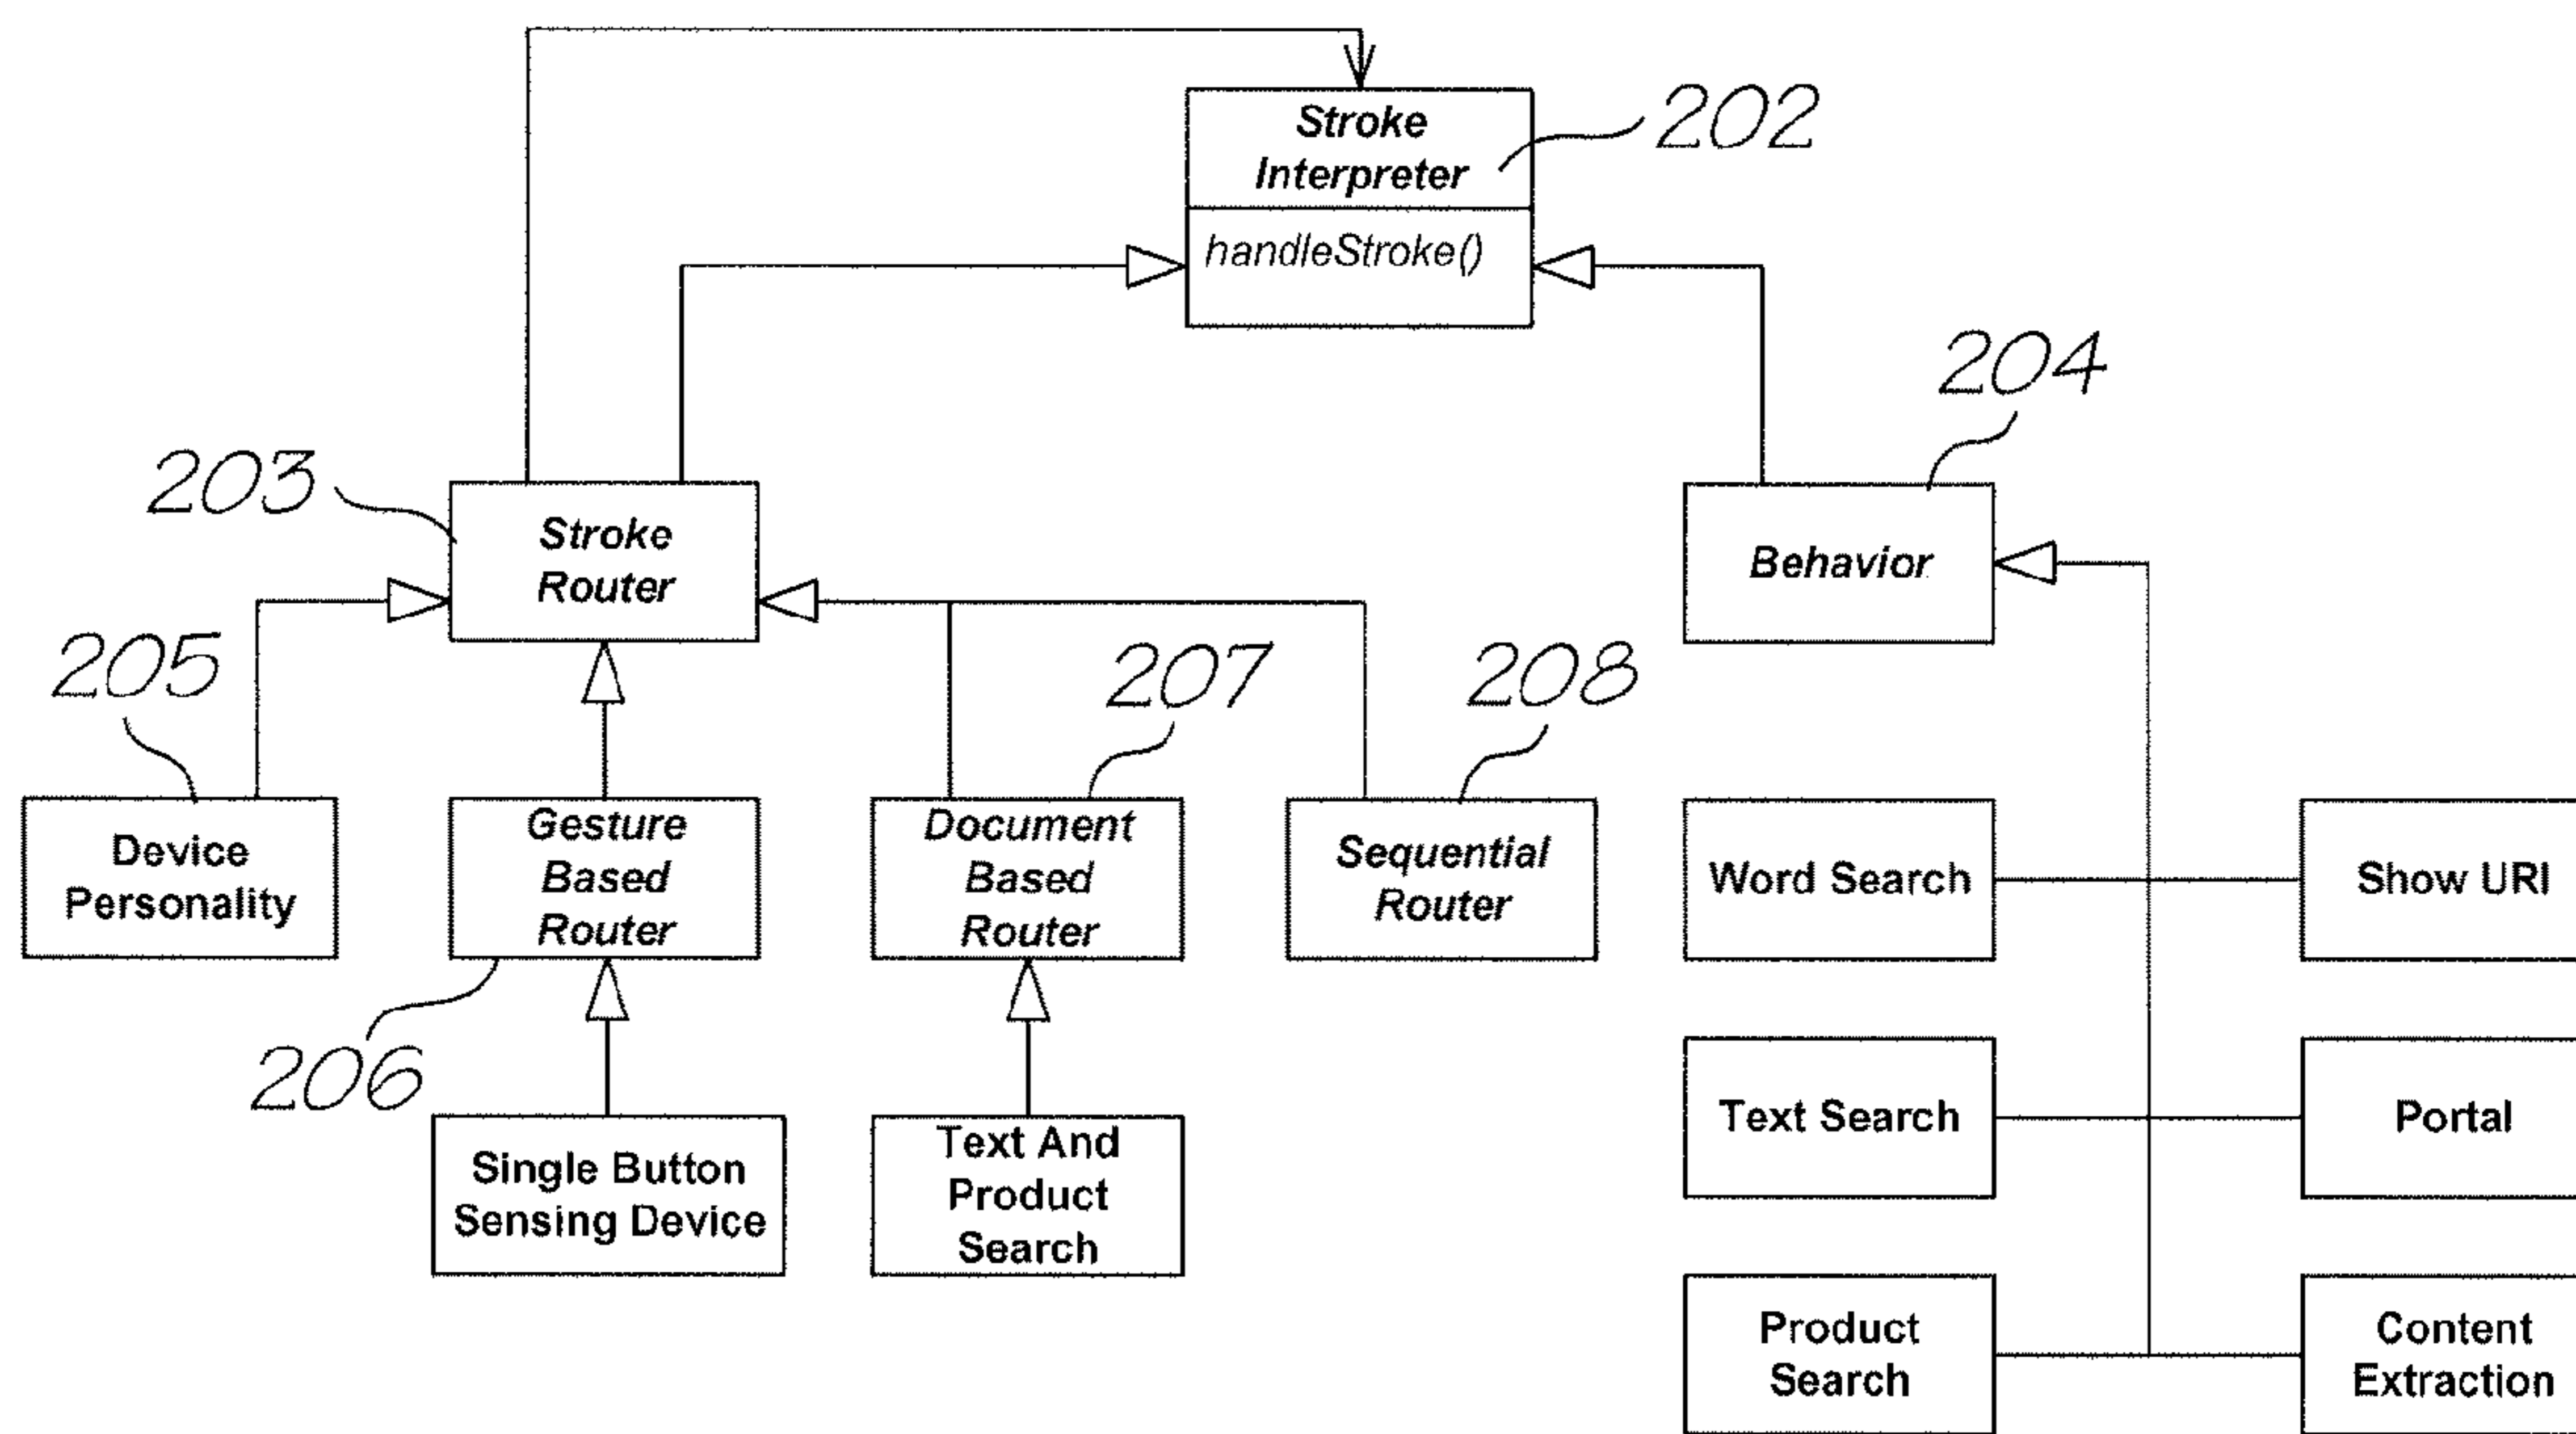 Stroke
Interpreter
202
handleStroke()
204
203
Stroke
Router
Behavior
205
207
208
Device
Personality
Gesture
Based
Router
Document
Based
Router
Sequential
Router
Word Search
Show URI
206
Single Button
Sensing Device
Text And
Product
Search
Text Search
Portal
Product
Search
Content
Extraction